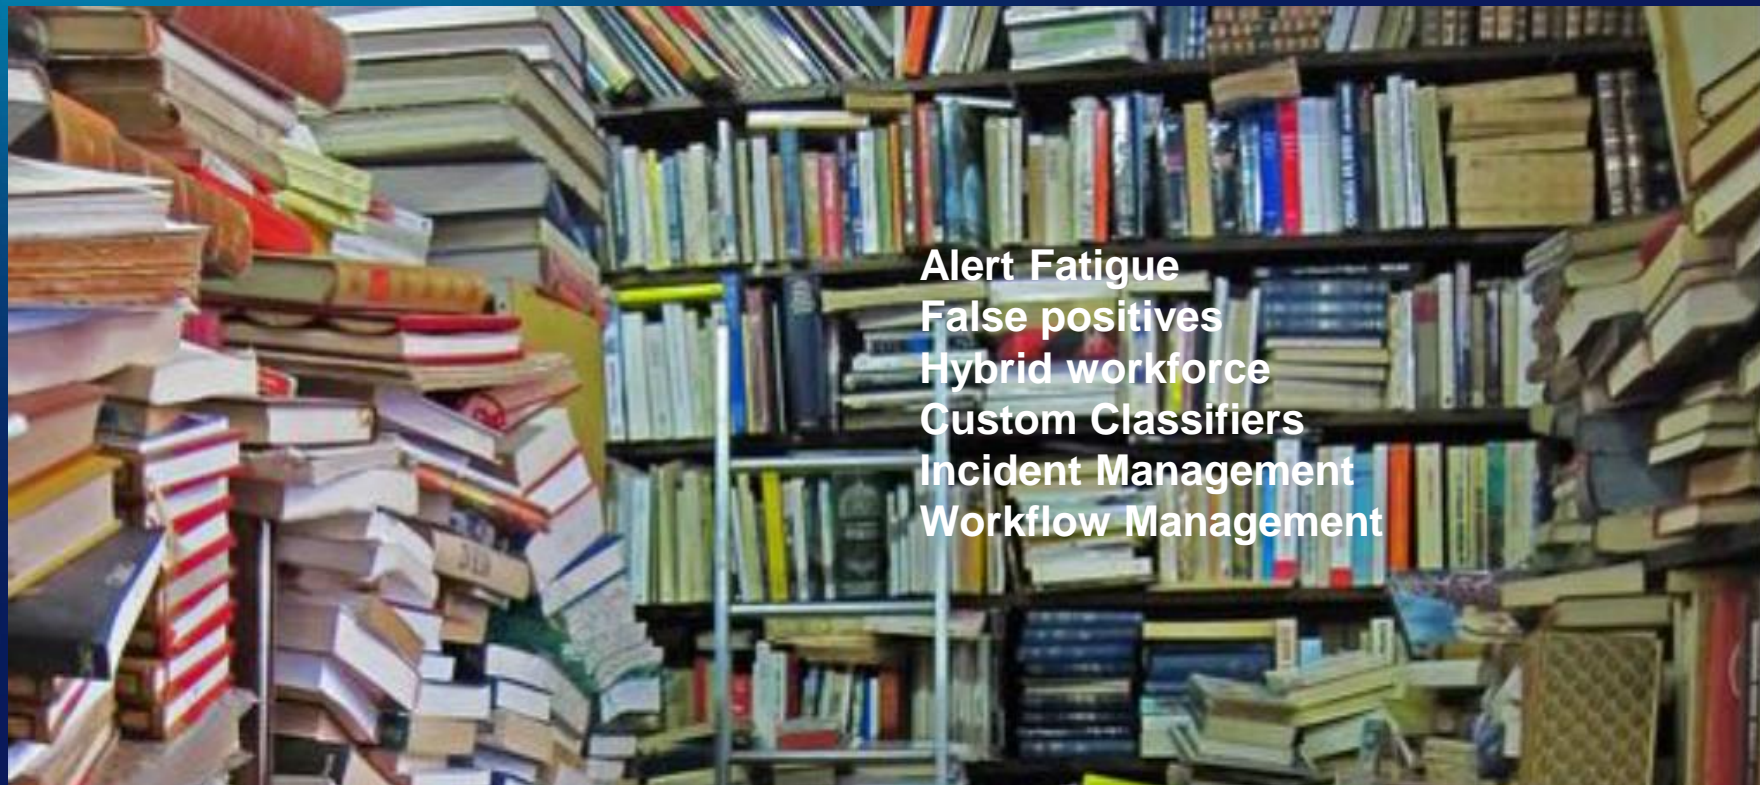 Alert Fatigue
False positives
Hybrid workforce
Custom Classifiers
Incident Management
Workflow Management